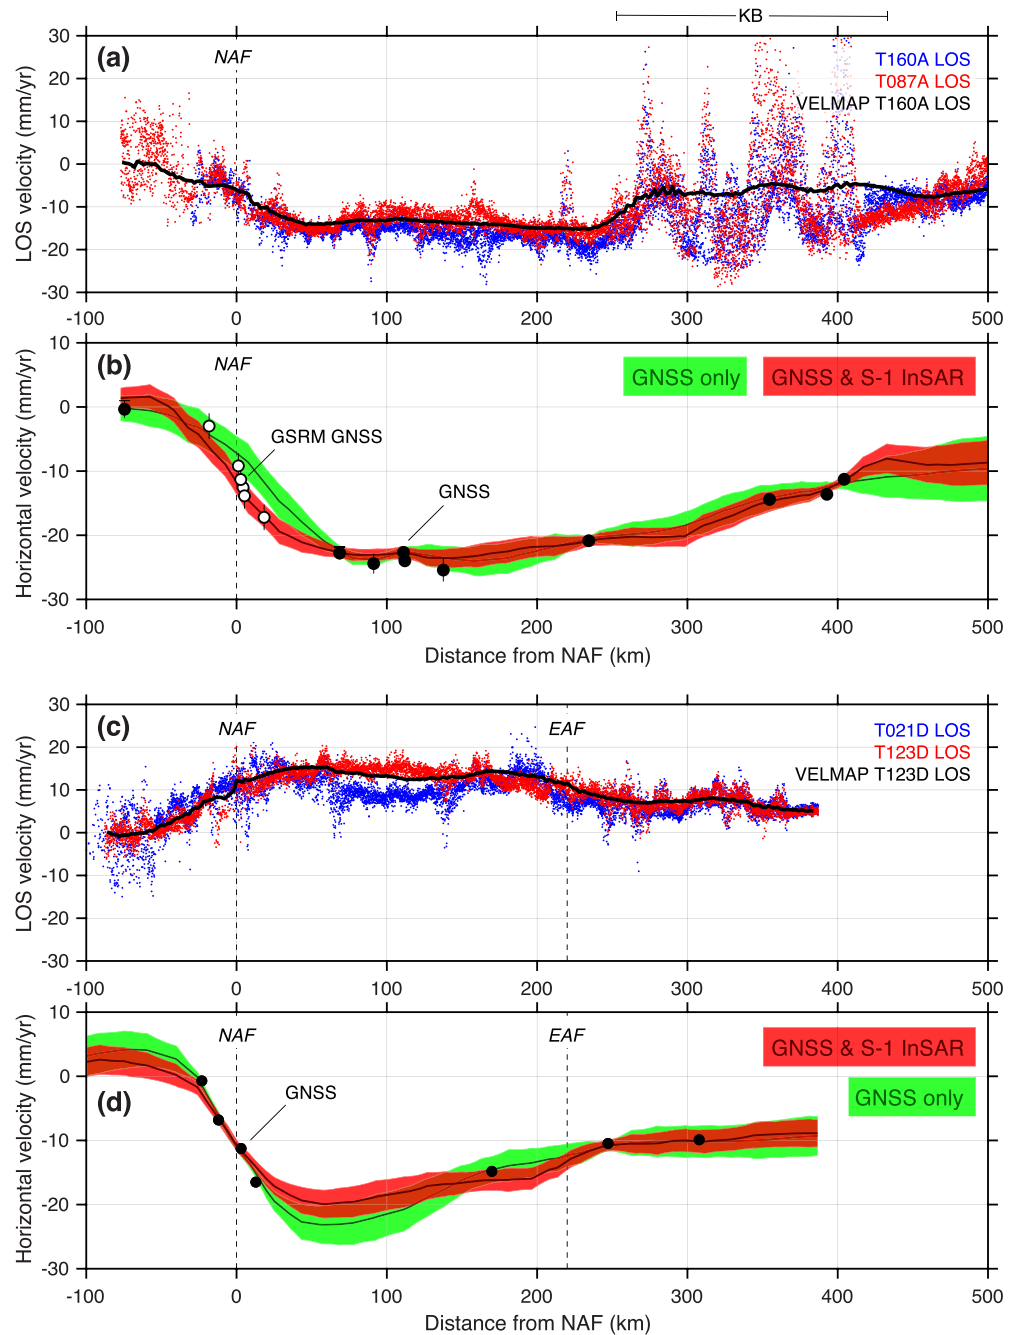 KB
30
20
10
0
-10
-20
-30
LOS velocity (mm/yr)
(a)
NAF
T160A LOS
T087A LOS
VELMAP T160A LOS
-100 0 100 200 300 400 500
10
0
-10
-20
-30
Horizontal velocity (mm/yr)
(b)
NAF
GNSS only
GNSS & S-1 InSAR
GSRM GNSS
GNSS
-100 0 100 200 300 400 500
Distance from NAF (km)
30
20
10
0
-10
-20
-30
LOS velocity (mm/yr)
(c)
NAF
EAF
T021D LOS
T123D LOS
VELMAP T123D LOS
-100 0 100 200 300 400 500
10
0
-10
-20
-30
Horizontal velocity (mm/yr)
NAF
EAF
GNSS & S-1 InSAR
GNSS only
(d)
GNSS
-100 0 100 200 300 400 500
Distance from NAF (km)